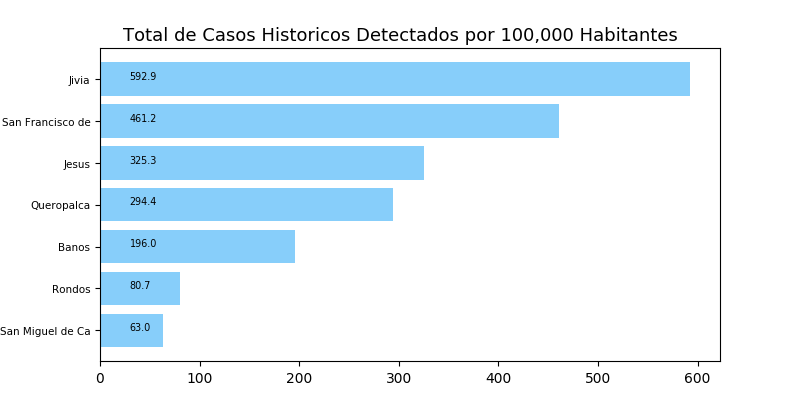 Total de Casos Historicos Detectados por 100,000 Habitantes
Jivia 592.9
San Francisco de 461.2
Jesus 325.3
Queropalca 294.4
Banos 196.0
Rondos 80.7
San Miguel de Ca 63.0
0 100 200 300 400 500 600